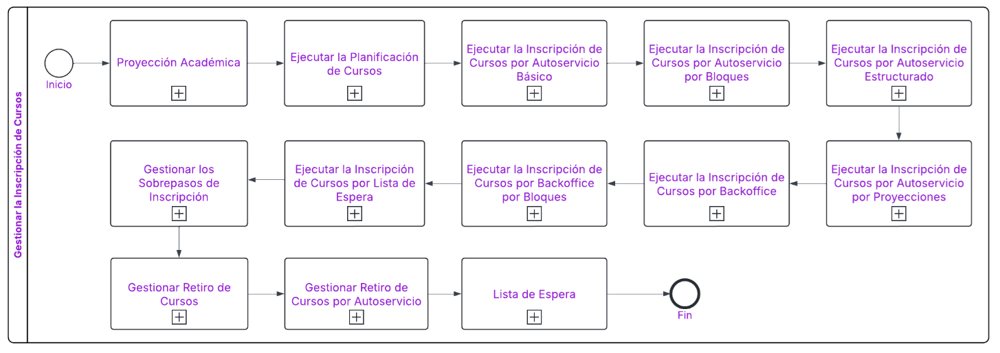 Gestionar la Inscripción de Cursos
Inicio
Proyección Académica
Ejecutar la Planificación
de Cursos
Ejecutar la Inscripción de
Cursos por Autoservicio
Básico
Ejecutar la Inscripción de
Cursos por Autoservicio
por Bloques
Ejecutar la Inscripción de
Cursos por Autoservicio
Estructurado
Ejecutar la Inscripción de
Cursos por Autoservicio
por Proyecciones
Ejecutar la Inscripción de
Cursos por Backoffice
Ejecutar la Inscripción de
Cursos por Backoffice
por Bloques
Ejecutar la Inscripción
de Cursos por Lista de
Espera
Gestionar los
Sobrepasos de
Inscripción
Gestionar Retiro de
Cursos
Gestionar Retiro de
Cursos por Autoservicio
Lista de Espera
Fin